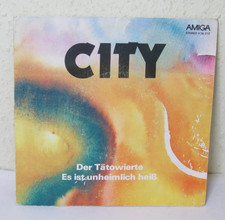 AMIGA
CITY
Der Tätowierte
Es ist unheimlich heiß